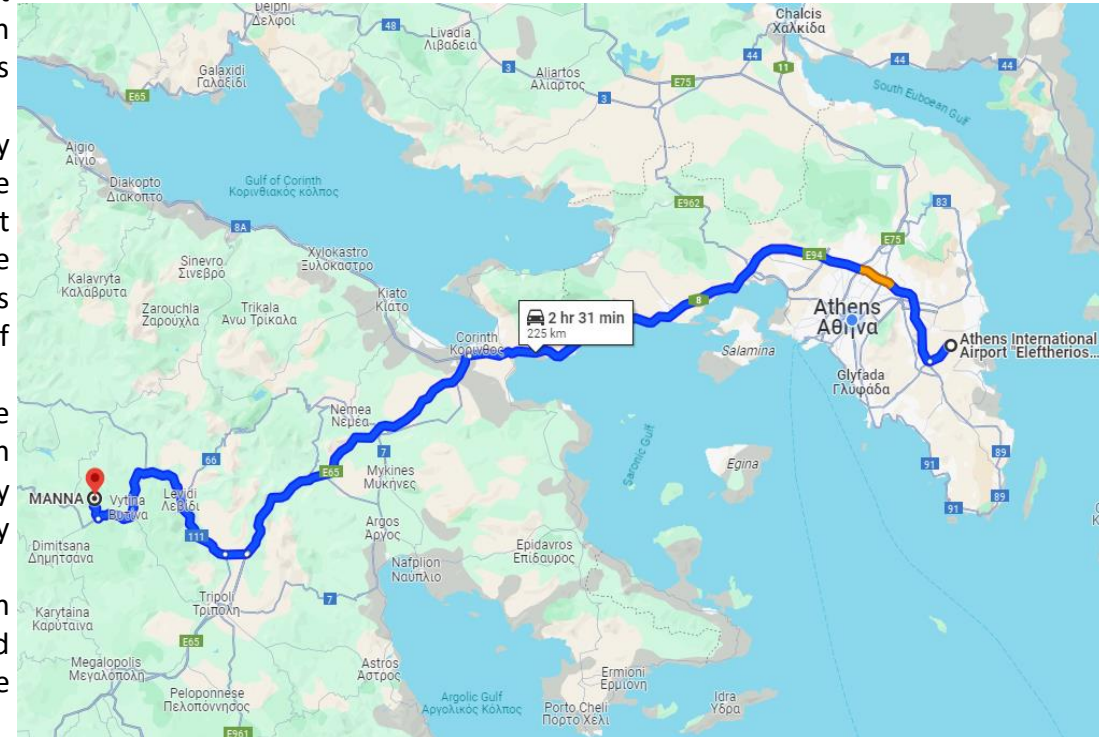 Delphi
Δελφοί
48
Livadia
Λιβαδειά
Chalcis
Χαλκίδα
44
11
44
44
3
Aliartos
Αλίαρτος
E75
3
South Euboean Gulf
Galaxidi
Γαλαξίδι
E65
Aigio
Αίγιο
Diakopto
Διακοπτό
Gulf of Corinth
Κορινθιακός κόλπος
8A
E962
83
E75
E94
Xylokastro
Ξυλόκαστρο
Sinevro
Σινεβρό
Kalavryta
Καλάβρυτα
Zarouchla
Ζαρούχλα
Trikala
Άνω Τρίκαλα
Kiato
Κιάτο
8
2 hr 31 min
225 km
Athens
Αθήνα
Corinth
Κόρινθος
Salamina
Athens International
Airport "Eleftherios...
Glyfada
Γλυφάδα
Nemea
Νεμέα
7
66
E65
Mykines
Μυκήνες
Saronic Gulf
Egina
91
89
89
91
MANNA
Vytina
Βυτίνα
Levidi
Λεβίδι
111
Argos
Άργος
Dimitsana
Δημητσάνα
Epidavros
Επίδαυρος
Nafplion
Ναύπλιο
Tripoli
Τρίπολη
7
Karytaina
Καρύταινα
E65
Megalopolis
Μεγαλόπολη
Astros
Άστρος
Peloponnese
Πελοπόννησος
Ermioni
Ερμιόνη
Argolic Gulf
Αργολικός Κόλπος
Porto Cheli
Πόρτο Χέλι
Idra
Ύδρα
E961